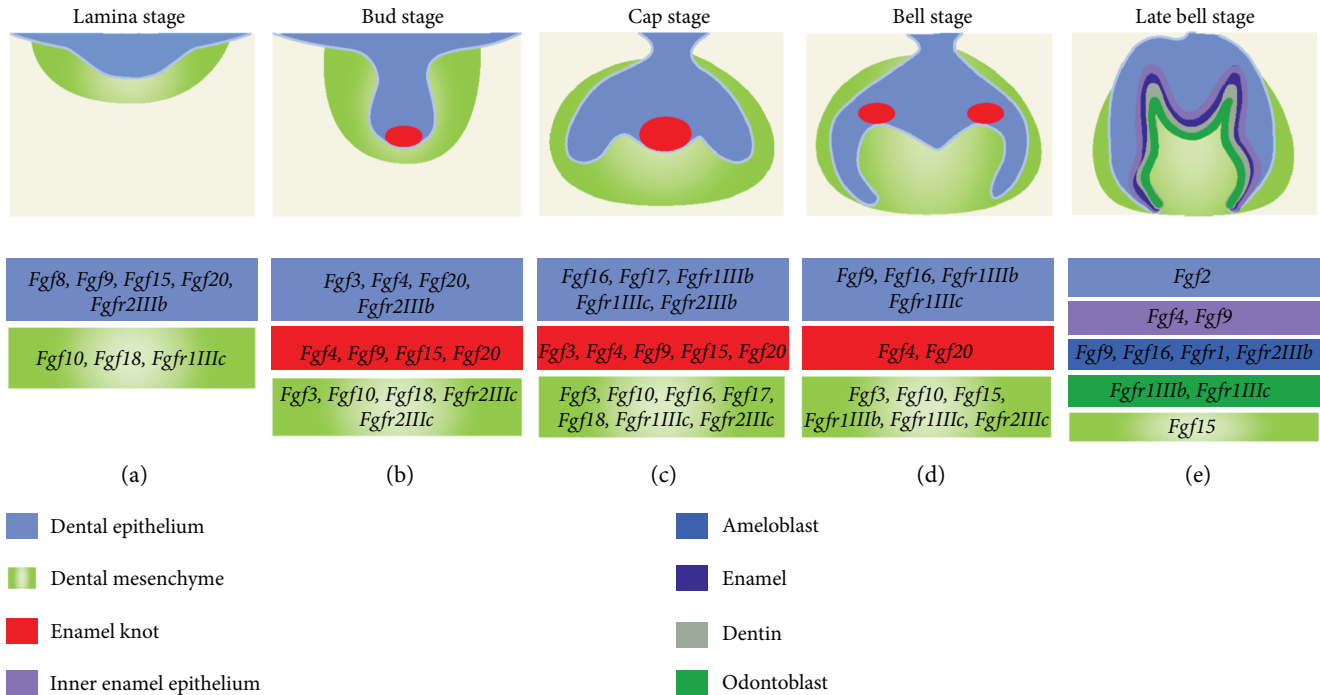 Lamina stage
Bud stage
Cap stage
Bell stage
Late bell stage
Fgf8, Fgf9, Fgf15, Fgf20,
Fgfr2IIIb
Fgf10, Fgf18, Fgfr1IIIc
Fgf3, Fgf4, Fgf20,
Fgfr2IIIb
Fgf4, Fgf9, Fgf15, Fgf20
Fgf3, Fgf10, Fgf18, Fgfr2IIIc
Fgfr2IIIc
Fgf16, Fgf17, Fgfr1IIIb
Fgfr1IIIc, Fgfr2IIIb
Fgf3, Fgf4, Fgf9, Fgf15, Fgf20
Fgf3, Fgf10, Fgf16, Fgf17,
Fgf18, Fgfr1IIIc, Fgfr2IIIc
Fgf9, Fgf16, Fgfr1IIIb
Fgfr1IIIc
Fgf4, Fgf20
Fgf3, Fgf10, Fgf15,
Fgfr1IIIb, Fgfr1IIIc, Fgfr2IIIc
Fgf2
Fgf4, Fgf9
Fgf9, Fgf16, Fgfr1, Fgfr2IIIb
Fgfr1IIIb, Fgfr1IIIc
Fgf15
(a)
(b)
(c)
(d)
(e)
Dental epithelium
Dental mesenchyme
Enamel knot
Inner enamel epithelium
Ameloblast
Enamel
Dentin
Odontoblast